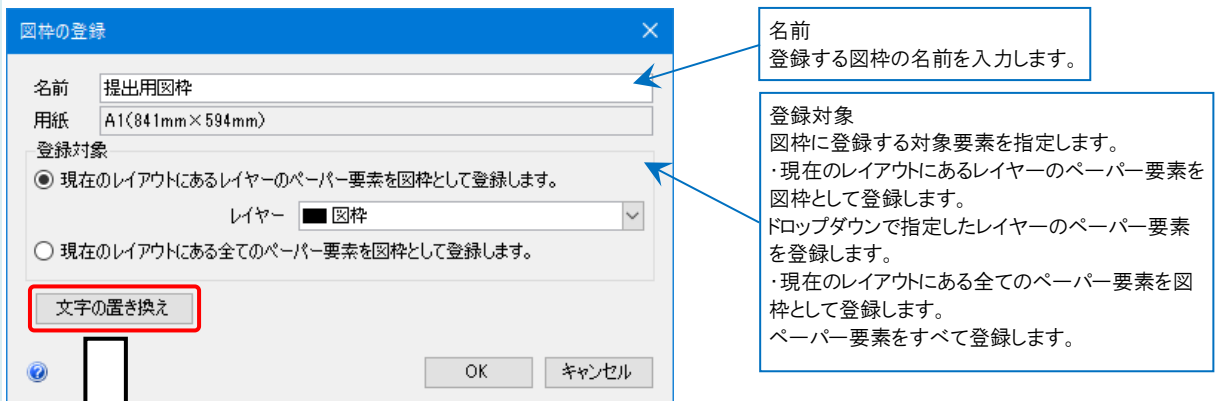 図枠の登録
名前
提出用図枠
用紙
A1(841mm×594mm)
登録対象
現在のレイアウトにあるレイヤーのペーパー要素を図枠として登録します。
レイヤー
図枠
現在のレイアウトにある全てのペーパー要素を図枠として登録します。
文字の置き換え
OK
キャンセル
名前
登録する図枠の名前を入力します。
登録対象
図枠に登録する対象要素を指定します。
・現在のレイアウトにあるレイヤーのペーパー要素を
図枠として登録します。
ドロップダウンで指定したレイヤーのペーパー要素
を登録します。
・現在のレイアウトにある全てのペーパー要素を図
枠として登録します。
ペーパー要素をすべて登録します。